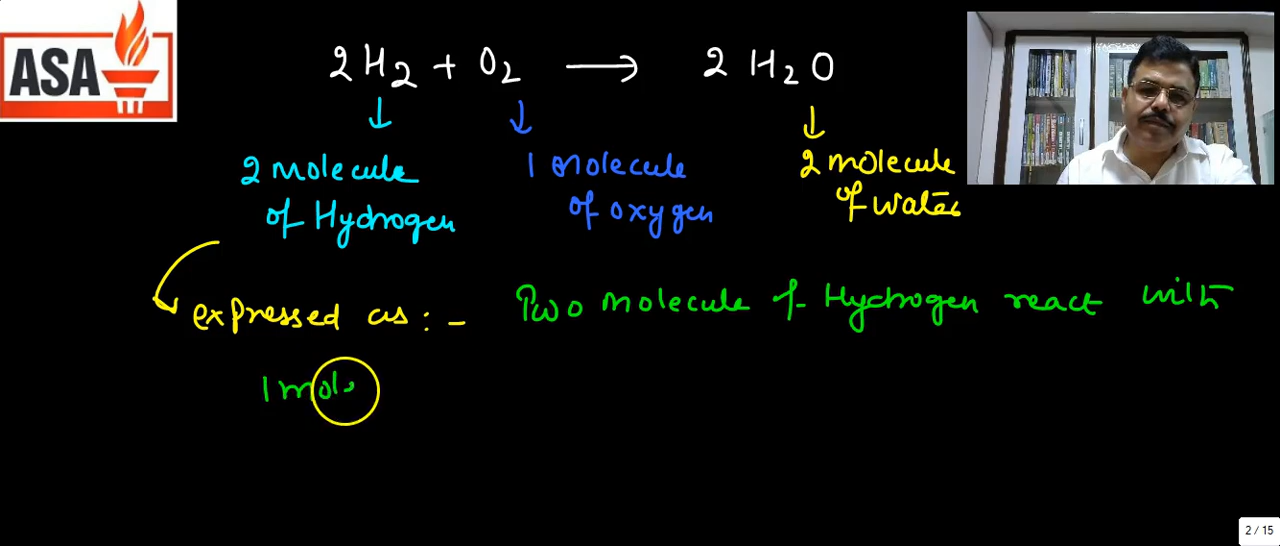 ASA
2H2 + O2 → 2H2O
2 molecule
of Hydrogen
1 molecule
of oxygen
2 molecule
of water
expressed as :- Two molecule of Hydrogen react with
1 mole
2 / 15